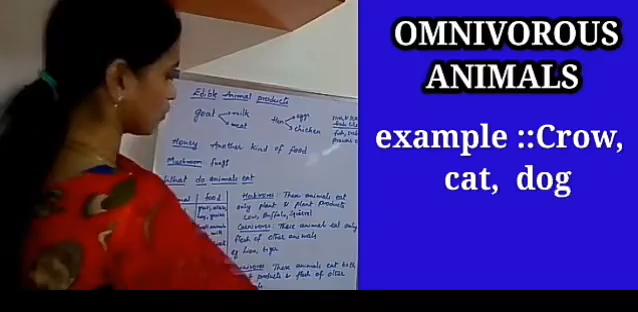 Edible Animal products
goat milk
meat
Hen egg
chicken
Honey Another kind of food
Mushroom fungi
What do animals eat
food
Herbivores: These animals eat
only plant & plant products
Cow, Buffalo, Squirrel
Carnivores: These animals eat only
flesh of other animals
eg Lion, tiger
These animals eat both
products & flesh of other
OMNIVOROUS
ANIMALS
example ::Crow,
cat, dog